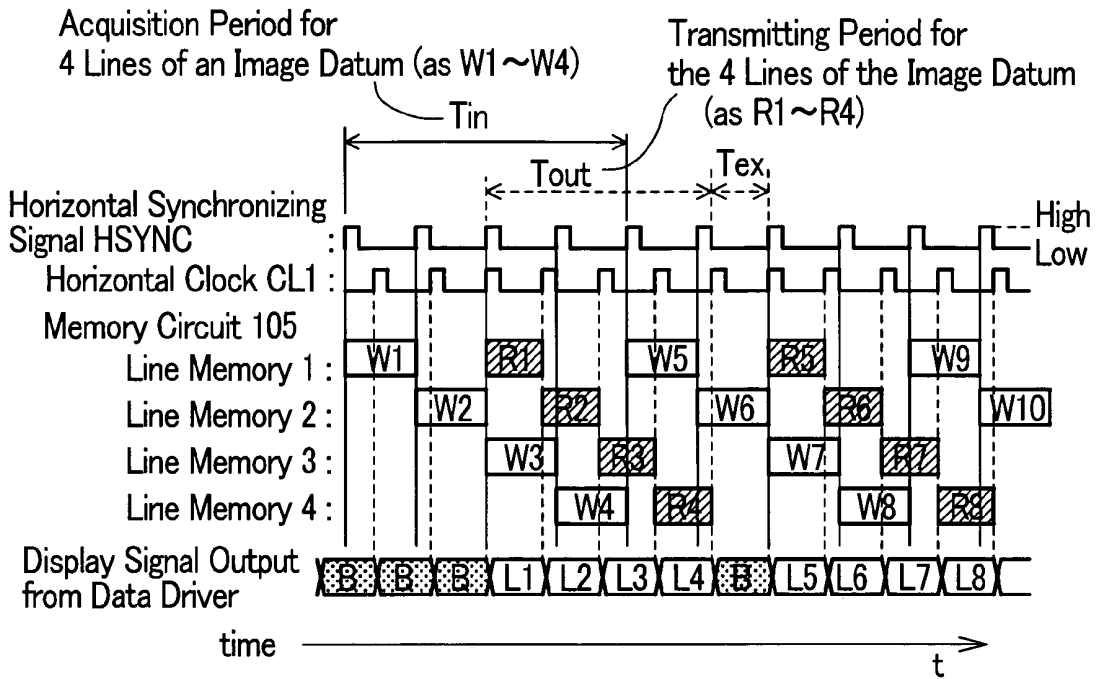 Acquisition Period for
4 Lines of an Image Datum (as W1~W4)
Transmitting Period for
the 4 Lines of the Image Datum
(as R1~R4)
Tin
Tout
Tex
Horizontal Synchronizing
Signal HSYNC :
High
Low
Horizontal Clock CL1 :
Memory Circuit 105
Line Memory 1 : W1 R1 W5 R5 W9
Line Memory 2 : W2 R2 W6 R6 W10
Line Memory 3 : W3 R3 W7 R7
Line Memory 4 : W4 R4 W8 R8
Display Signal Output
from Data Driver
B B B L1 L2 L3 L4 B L5 L6 L7 L8
time
t